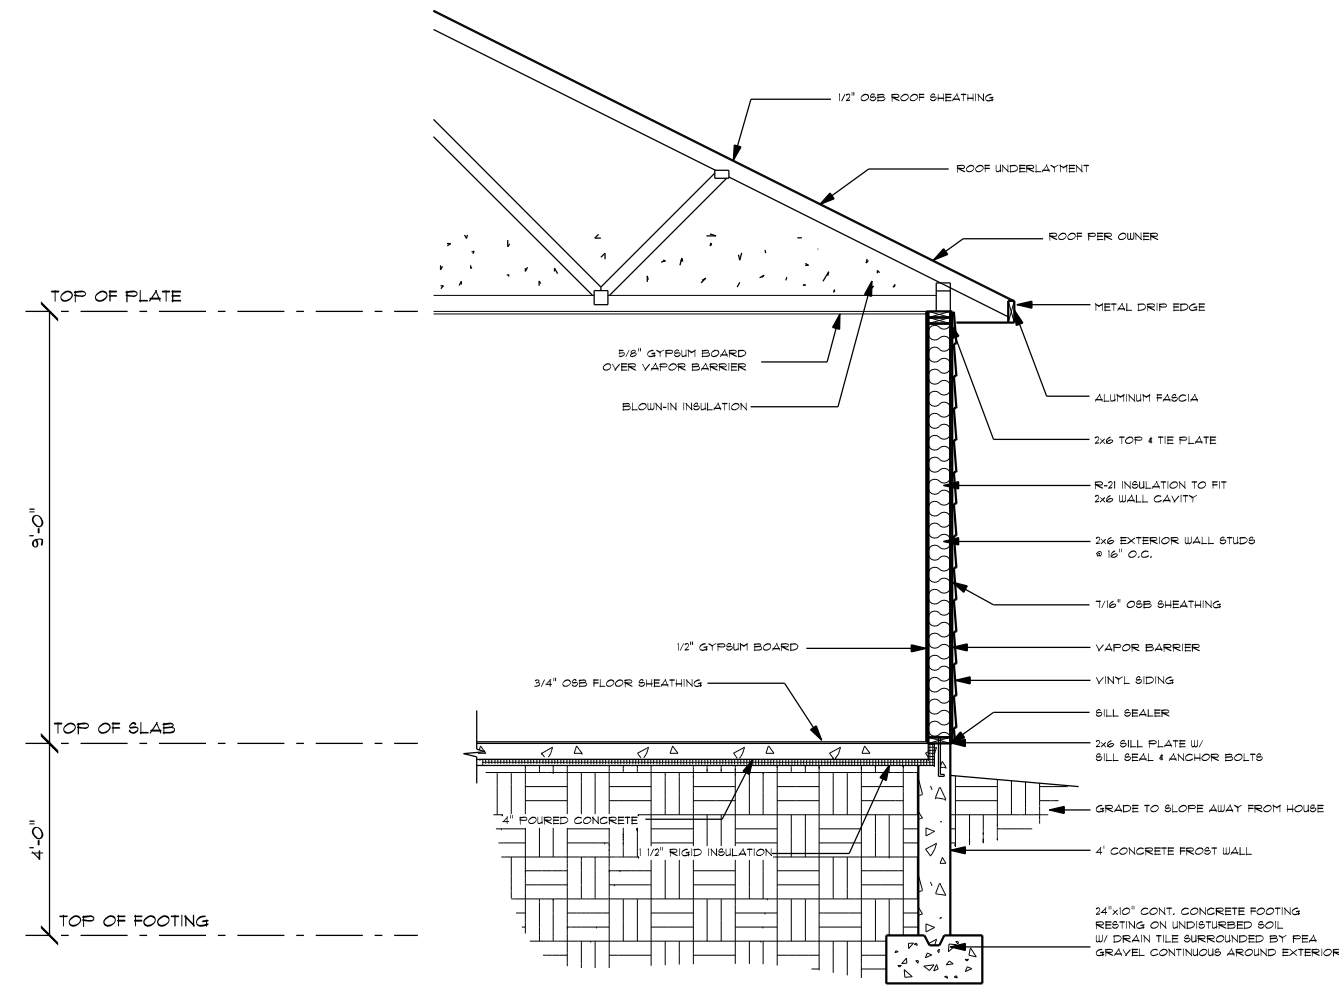 1/2" OSB ROOF SHEATHING
ROOF UNDERLAYMENT
ROOF PER OWNER
TOP OF PLATE
METAL DRIP EDGE
5/8" GYPSUM BOARD
OVER VAPOR BARRIER
ALUMINUM FASCIA
BLOWN-IN INSULATION
2x6 TOP & TIE PLATE
R-21 INSULATION TO FIT
2x6 WALL CAVITY
9'-0"
2x6 EXTERIOR WALL STUDS
@ 16" O.C.
7/16" OSB SHEATHING
1/2" GYPSUM BOARD
VAPOR BARRIER
3/4" OSB FLOOR SHEATHING
VINYL SIDING
SILL SEALER
TOP OF SLAB
2x6 SILL PLATE W/
SILL SEAL & ANCHOR BOLTS
GRADE TO SLOPE AWAY FROM HOUSE
4" POURED CONCRETE
4'-0"
1 1/2" RIGID INSULATION
4' CONCRETE FROST WALL
TOP OF FOOTING
24"x10" CONT. CONCRETE FOOTING
RESTING ON UNDISTURBED SOIL
W/ DRAIN TILE SURROUNDED BY PEA
GRAVEL CONTINUOUS AROUND EXTERIOR